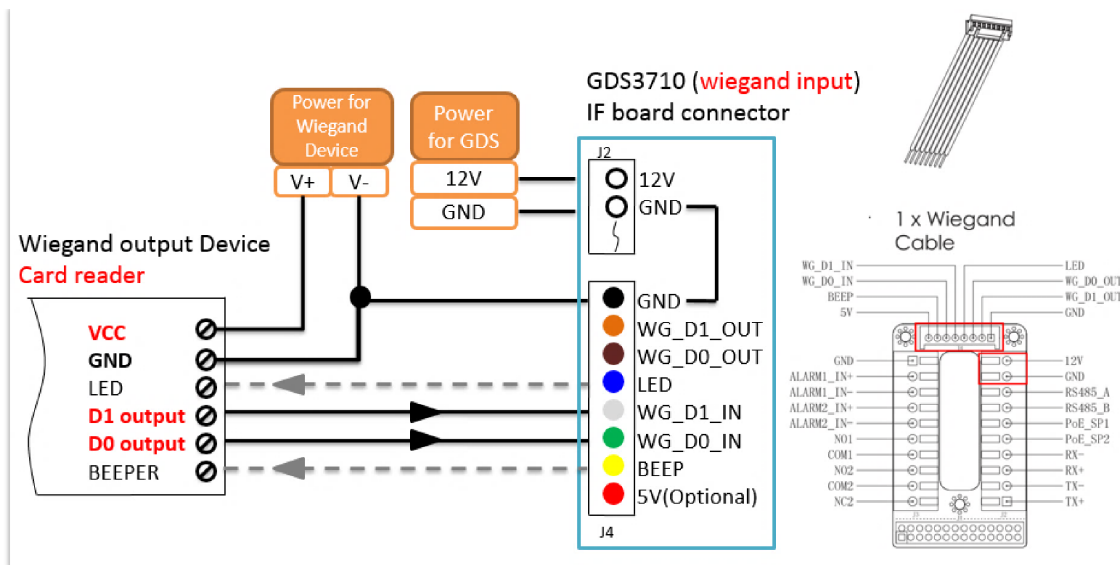 GDS3710 (wiegand input)
IF board connector
Power for
Wiegand
Device
V+ V-
Power
for GDS
12V
GND
J2
12V
GND
Wiegand output Device
Card reader
VCC
GND
LED
D1 output
D0 output
BEEPER
GND
WG_D1_OUT
WG_D0_OUT
LED
WG_D1_IN
WG_D0_IN
BEEP
5V(Optional)
J4
1 x Wiegand
Cable
WG_D1_IN
WG_D0_IN
BEEP
5V
LED
WG_D0_OUT
WG_D1_OUT
GND
GND
ALARM1_IN+
ALARM1_IN-
ALARM2_IN+
ALARM2_IN-
NO1
COM1
NO2
COM2
NC2
12V
GND
RS485_A
RS485_B
PoE_SP1
PoE_SP2
RX-
RX+
TX-
TX+